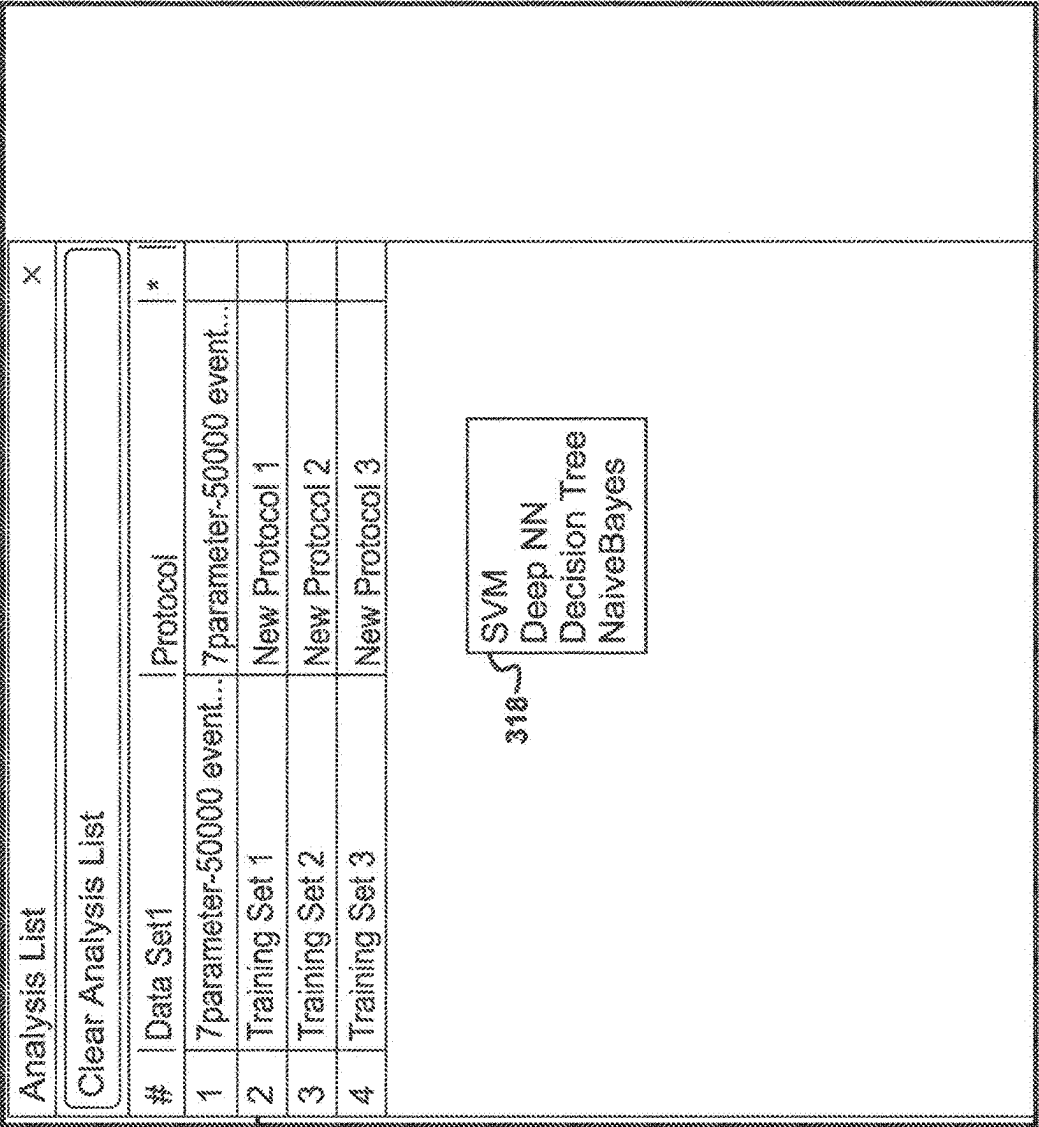 Analysis List ×
Clear Analysis List
# Data Set1 Protocol *
1 7parameter-50000 event... 7parameter-50000 event...
2 Training Set 1 New Protocol 1
3 Training Set 2 New Protocol 2
4 Training Set 3 New Protocol 3
318
SVM
Deep NN
Decision Tree
NaiveBayes